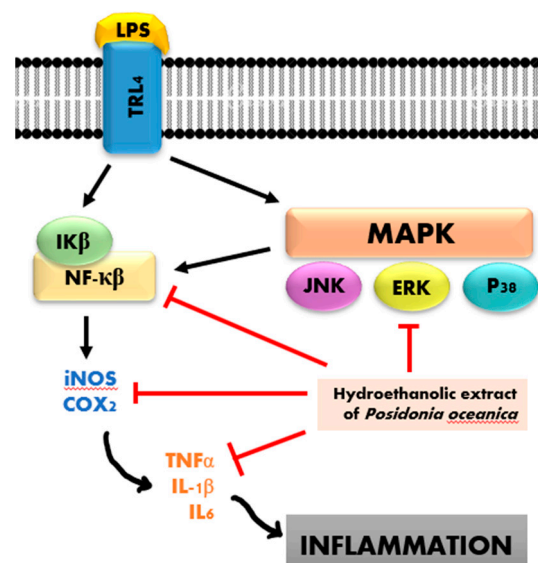 LPS
TRL4
IKβ
NF-κβ
MAPK
JNK
ERK
P38
iNOS
COX2
Hydroethanolic extract
of Posidonia oceanica
TNFα
IL-1β
IL6
INFLAMMATION